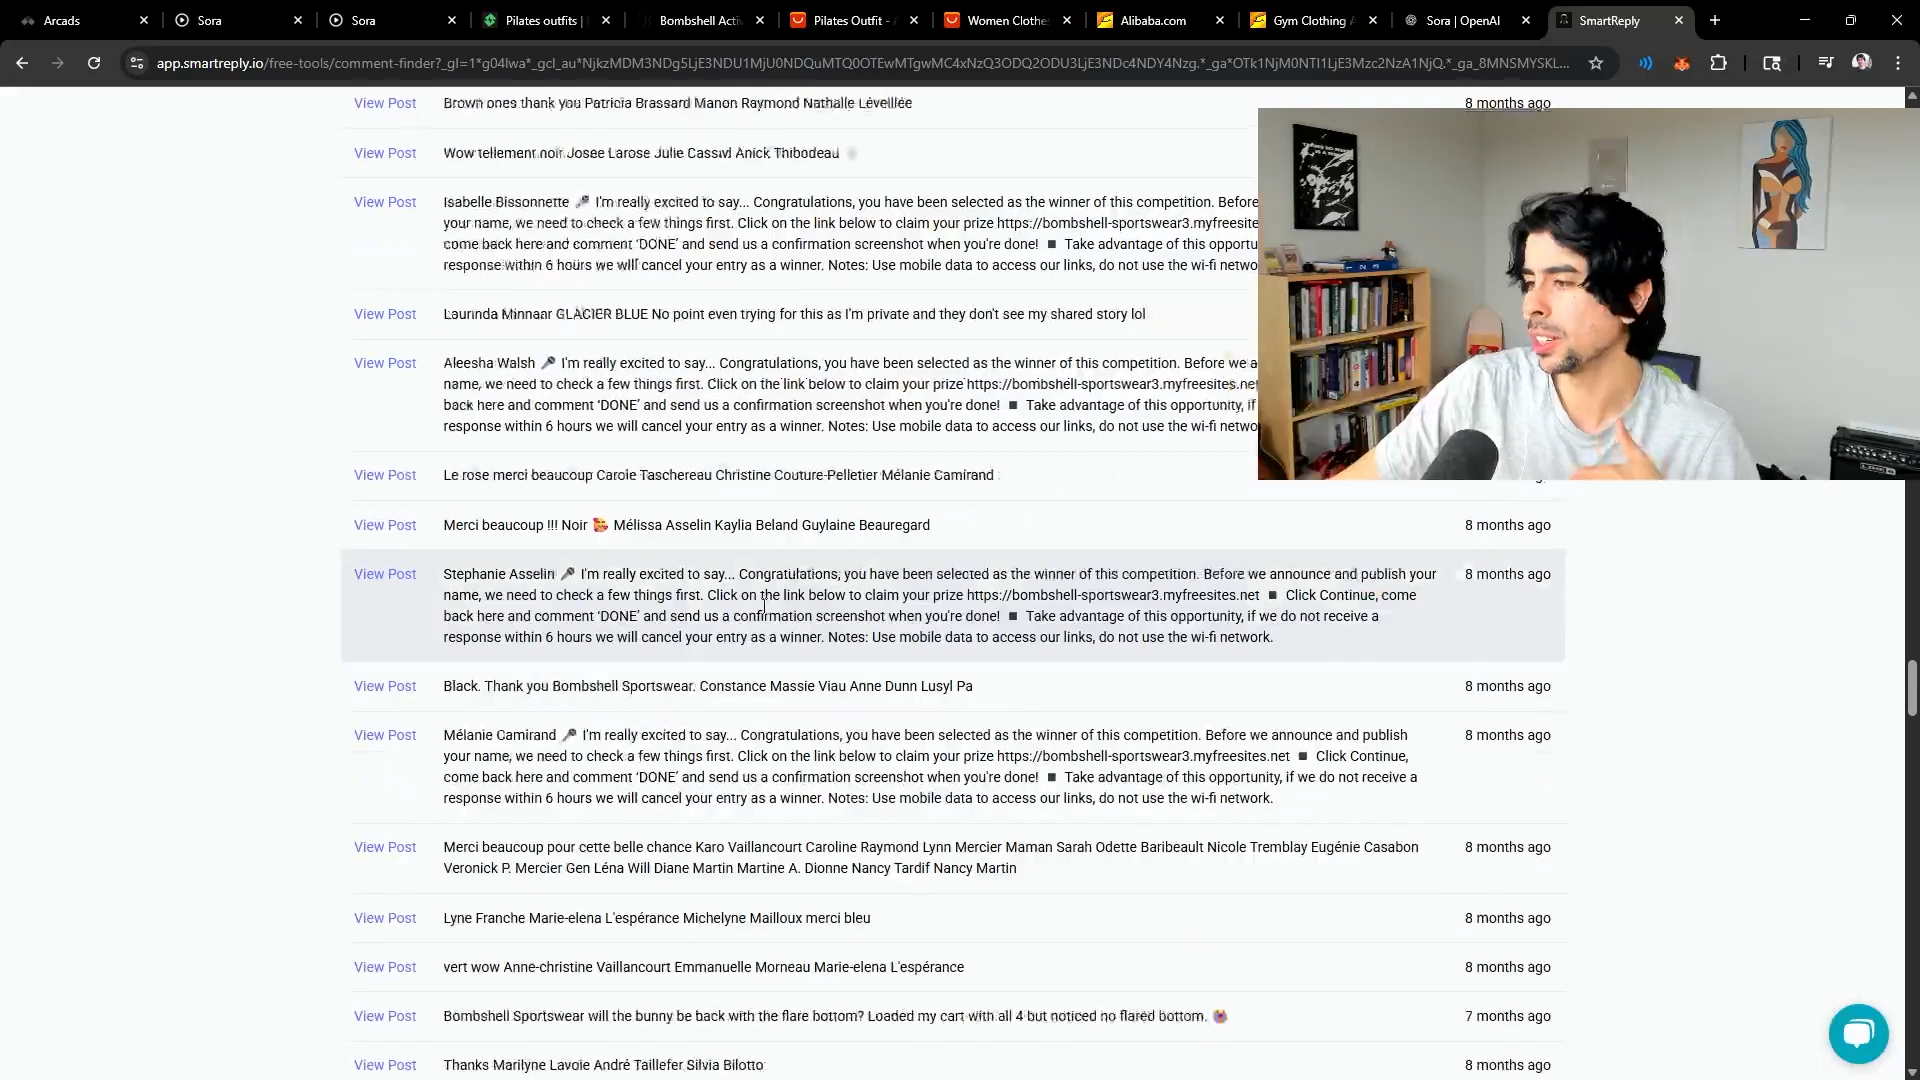 Arcads
Sora
Sora
Pilates outfits |
Bombshell Activ
Pilates Outfit - A
Women Clothe
Alibaba.com
Gym Clothing A
Sora | OpenAI
SmartReply
app.smartreply.io/free-tools/comment-finder?
View Post Brown ones thank you Patricia Brassard Manon Raymond Nathalie Léveillée 8 months ago
View Post Wow tellement noir Josée Larose Julie Cassivi Anick Thibodeau
View Post Isabelle Bissonnette 🎤 I'm really excited to say... Congratulations, you have been selected as the winner of this competition. Before
your name, we need to check a few things first. Click on the link below to claim your prize https://bombshell-sportswear3.myfreesites
come back here and comment ‘DONE’ and send us a confirmation screenshot when you're done! ◾ Take advantage of this opportu
response within 6 hours we will cancel your entry as a winner. Notes: Use mobile data to access our links, do not use the wi-fi netwo
View Post Laurinda Minnaar GLACIER BLUE No point even trying for this as I'm private and they don't see my shared story lol
View Post Aleesha Walsh 🎤 I'm really excited to say... Congratulations, you have been selected as the winner of this competition. Before we a
name, we need to check a few things first. Click on the link below to claim your prize https://bombshell-sportswear3.myfreesites.net
back here and comment ‘DONE’ and send us a confirmation screenshot when you're done! ◾ Take advantage of this opportunity, if
response within 6 hours we will cancel your entry as a winner. Notes: Use mobile data to access our links, do not use the wi-fi netwo
View Post Le rose merci beaucoup Carole Taschereau Christine Couture-Pelletier Mélanie Camirand
View Post Merci beaucoup !!! Noir 🥰 Mélissa Asselin Kaylia Beland Guylaine Beauregard 8 months ago
View Post Stephanie Asselin 🎤 I'm really excited to say... Congratulations, you have been selected as the winner of this competition. Before we announce and publish your 8 months ago
name, we need to check a few things first. Click on the link below to claim your prize https://bombshell-sportswear3.myfreesites.net ◾ Click Continue, come
back here and comment ‘DONE’ and send us a confirmation screenshot when you're done! ◾ Take advantage of this opportunity, if we do not receive a
response within 6 hours we will cancel your entry as a winner. Notes: Use mobile data to access our links, do not use the wi-fi network.
View Post Black. Thank you Bombshell Sportswear. Constance Massie Viau Anne Dunn Lusyl Pa 8 months ago
View Post Mélanie Camirand 🎤 I'm really excited to say... Congratulations, you have been selected as the winner of this competition. Before we announce and publish 8 months ago
your name, we need to check a few things first. Click on the link below to claim your prize https://bombshell-sportswear3.myfreesites.net ◾ Click Continue,
come back here and comment ‘DONE’ and send us a confirmation screenshot when you're done! ◾ Take advantage of this opportunity, if we do not receive a
response within 6 hours we will cancel your entry as a winner. Notes: Use mobile data to access our links, do not use the wi-fi network.
View Post Merci beaucoup pour cette belle chance Karo Vaillancourt Caroline Raymond Lynn Mercier Maman Sarah Odette Baribeault Nicole Tremblay Eugénie Casabon 8 months ago
Veronick P. Mercier Gen Léna Will Diane Martin Martine A. Dionne Nancy Tardif Nancy Martin
View Post Lyne Franche Marie-elena L'espérance Michelyne Mailloux merci bleu 8 months ago
View Post vert wow Anne-christine Vaillancourt Emmanuelle Morneau Marie-elena L'espérance 8 months ago
View Post Bombshell Sportswear will the bunny be back with the flare bottom? Loaded my cart with all 4 but noticed no flared bottom. 7 months ago
View Post Thanks Marilyne Lavoie André Taillefer Silvia Bilotto 8 months ago